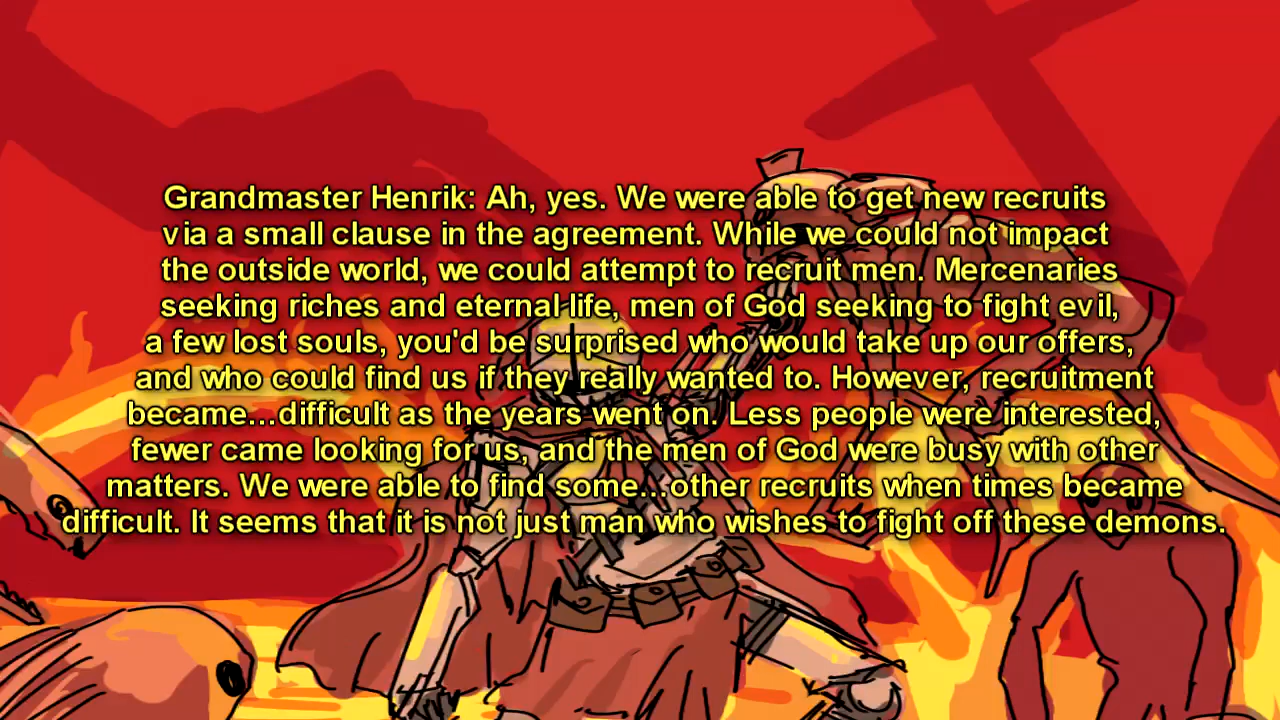 Grandmaster Henrik: Ah, yes. We were able to get new recruits
via a small clause in the agreement. While we could not impact
the outside world, we could attempt to recruit men. Mercenaries
seeking riches and eternal life, men of God seeking to fight evil,
a few lost souls, you'd be surprised who would take up our offers,
and who could find us if they really wanted to. However, recruitment
became...difficult as the years went on. Less people were interested,
fewer came looking for us, and the men of God were busy with other
matters. We were able to find some...other recruits when times became
difficult. It seems that it is not just man who wishes to fight off these demons.